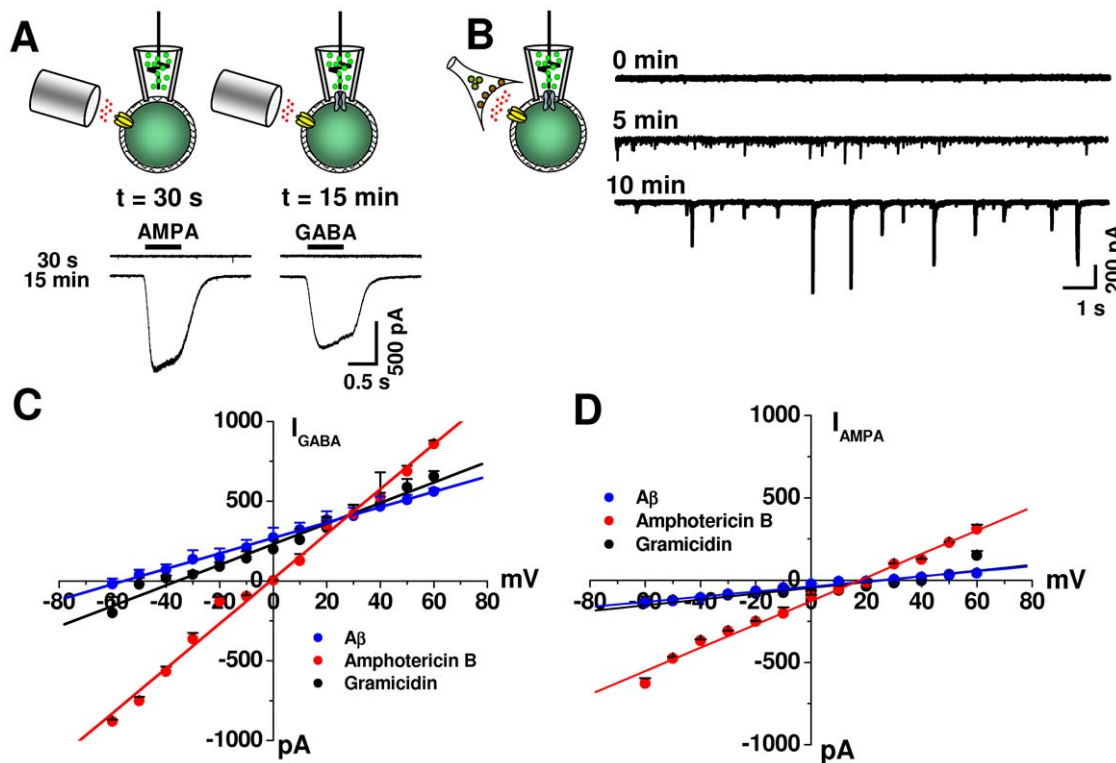 A
B
0 min
5 min
10 min
200 pA
1 s
t = 30 s
t = 15 min
AMPA
GABA
30 s
15 min
500 pA
0.5 s
C
1000
I GABA
500
-80 -60 -40 -20 0 20 40 60 80 mV
Aβ
Amphotericin B
Gramicidin
-500
-1000
pA
D
1000
I AMPA
500
Aβ
Amphotericin B
Gramicidin
-80 -60 -40 -20 0 20 40 60 80 mV
-500
-1000
pA